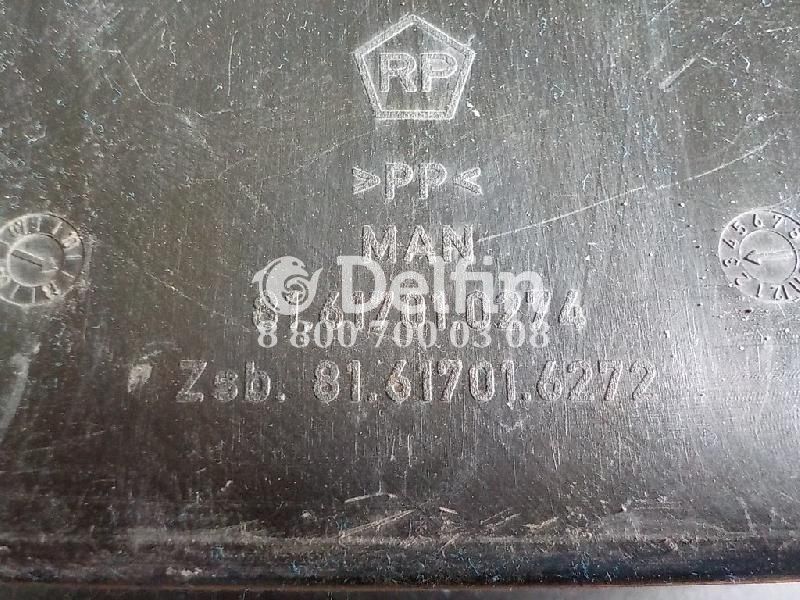 RP
>PP<
MAN
Delfin
8 800 700 03 08
Zsb. 81.61701.6272